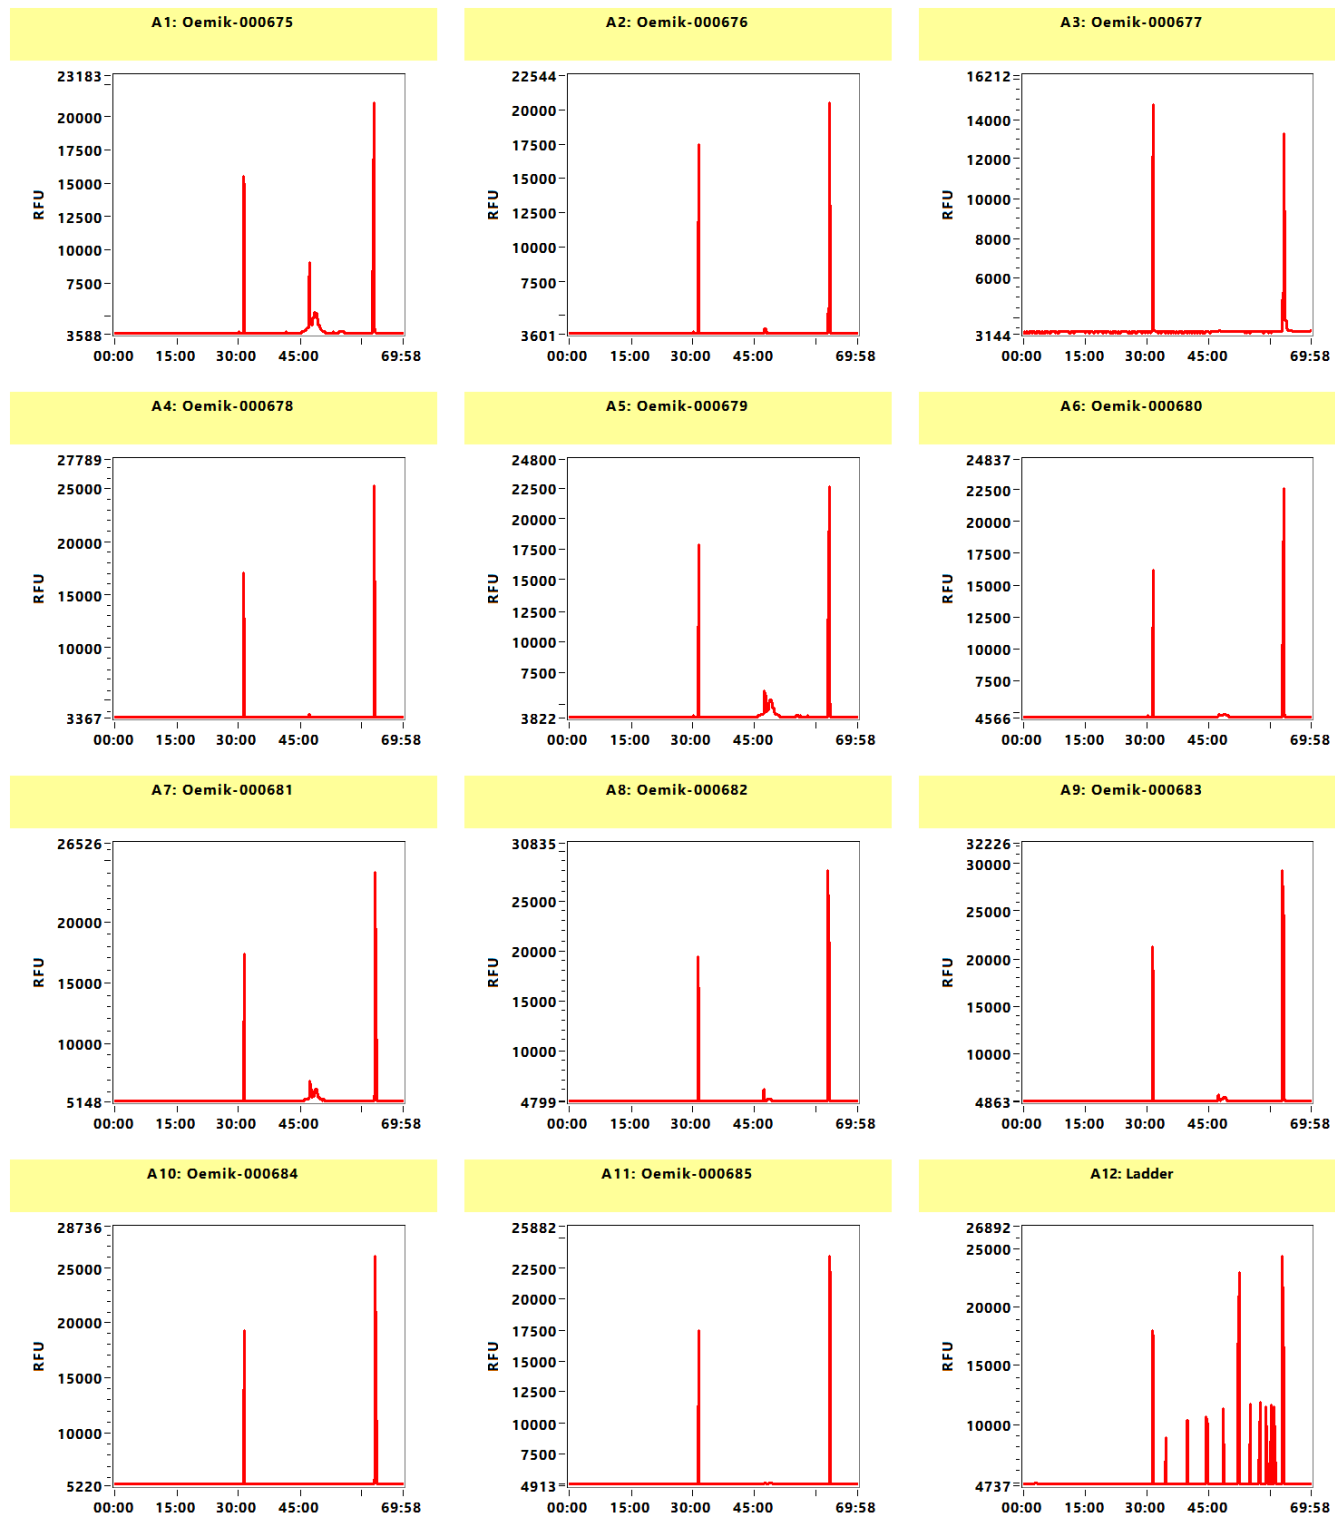 A1: Oemik-000675
A2: Oemik-000676
A3: Oemik-000677
23183
20000
17500
15000
12500
10000
7500
3588
RFU
00:00 15:00 30:00 45:00 69:58
22544
20000
17500
15000
12500
10000
7500
3601
RFU
00:00 15:00 30:00 45:00 69:58
16212
14000
12000
10000
8000
6000
3144
RFU
00:00 15:00 30:00 45:00 69:58
A4: Oemik-000678
A5: Oemik-000679
A6: Oemik-000680
27789
25000
20000
15000
10000
3367
RFU
00:00 15:00 30:00 45:00 69:58
24800
22500
20000
17500
15000
12500
10000
7500
3822
RFU
00:00 15:00 30:00 45:00 69:58
24837
22500
20000
17500
15000
12500
10000
7500
4566
RFU
00:00 15:00 30:00 45:00 69:58
A7: Oemik-000681
A8: Oemik-000682
A9: Oemik-000683
26526
20000
15000
10000
5148
RFU
00:00 15:00 30:00 45:00 69:58
30835
25000
20000
15000
10000
4799
RFU
00:00 15:00 30:00 45:00 69:58
32226
30000
25000
20000
15000
10000
4863
RFU
00:00 15:00 30:00 45:00 69:58
A10: Oemik-000684
A11: Oemik-000685
A12: Ladder
28736
25000
20000
15000
10000
5220
RFU
00:00 15:00 30:00 45:00 69:58
25882
22500
20000
17500
15000
12500
10000
7500
4913
RFU
00:00 15:00 30:00 45:00 69:58
26892
25000
20000
15000
10000
4737
RFU
00:00 15:00 30:00 45:00 69:58